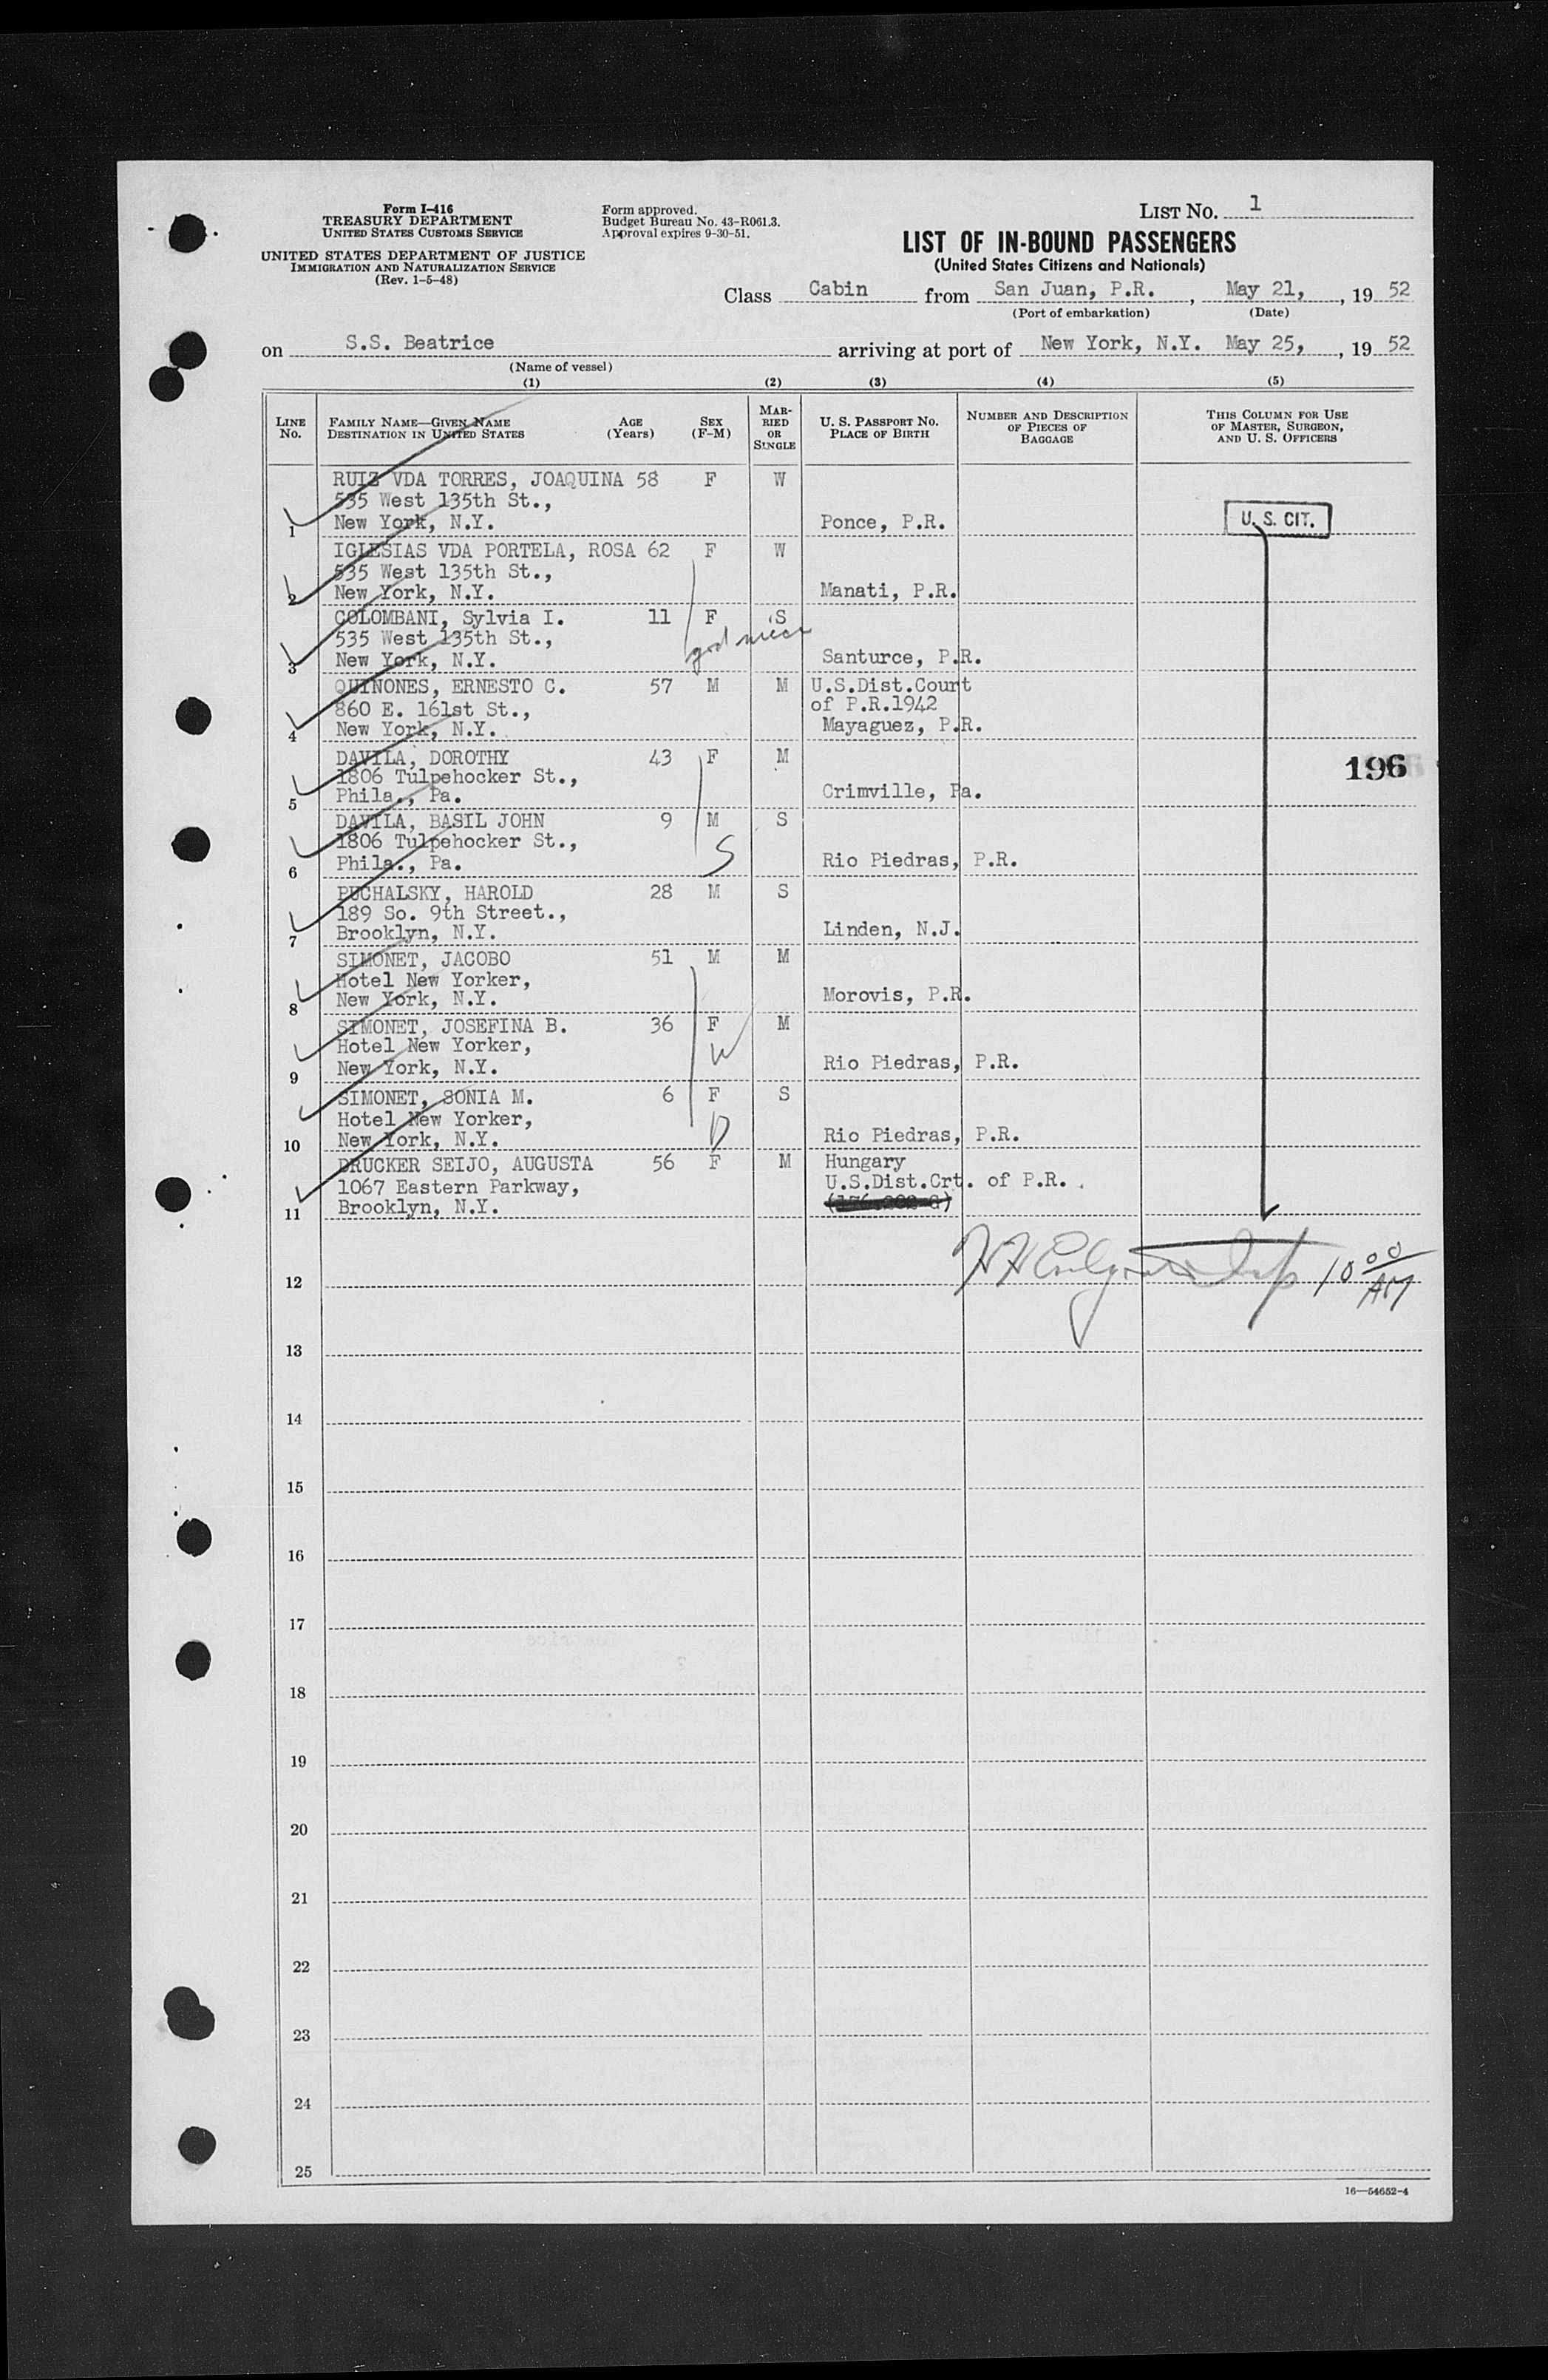 Form I-416
TREASURY DEPARTMENT
UNITED STATES CUSTOMS SERVICE
UNITED STATES DEPARTMENT OF JUSTICE
IMMIGRATION AND NATURALIZATION SERVICE
(Rev. 1-5-48)
Form approved.
Budget Bureau No. 43-R061.3.
Approval expires 9-30-51.
LIST NO. 1
LIST OF IN-BOUND PASSENGERS
(United States Citizens and Nationals)
Class Cabin from San Juan, P.R. , May 21, , 19 52
(Port of embarkation) (Date)
on S.S. Beatrice arriving at port of New York, N.Y. May 25, , 19 52
(Name of vessel)
(1) (2) (3) (4) (5)
LINE NO.
FAMILY NAME—GIVEN NAME
DESTINATION IN UNITED STATES
AGE (Years)
SEX (F-M)
MARRIED OR SINGLE
U. S. PASSPORT NO.
PLACE OF BIRTH
NUMBER AND DESCRIPTION OF PIECES OF BAGGAGE
THIS COLUMN FOR USE OF MASTER, SURGEON, AND U. S. OFFICERS
RUIZ VDA TORRES, JOAQUINA 58 F W
535 West 135th St.,
1 New York, N.Y. Ponce, P.R. U. S. CIT.
IGLESIAS VDA PORTELA, ROSA 62 F W
535 West 135th St.,
2 New York, N.Y. Manati, P.R.
COLOMBANI, Sylvia I. 11 F S
535 West 135th St., god niece
3 New York, N.Y. Santurce, P.R.
QUINONES, ERNESTO C. 57 M M U.S.Dist.Court
860 E. 161st St., of P.R.1942
4 New York, N.Y. Mayaguez, P.R.
DAVILA, DOROTHY 43 F M
196
1806 Tulpehocker St.,
5 Phila., Pa. Crimville, Pa.
DAVILA, BASIL JOHN 9 M S
1806 Tulpehocker St., S
6 Phila., Pa. Rio Piedras, P.R.
PUCHALSKY, HAROLD 28 M S
189 So. 9th Street.,
7 Brooklyn, N.Y. Linden, N.J.
SIMONET, JACOBO 51 M M
Hotel New Yorker,
8 New York, N.Y. Morovis, P.R.
SIMONET, JOSEFINA B. 36 F M
Hotel New Yorker, W
9 New York, N.Y. Rio Piedras, P.R.
SIMONET, SONIA M. 6 F S
Hotel New Yorker, D
10 New York, N.Y. Rio Piedras, P.R.
DRUCKER SEIJO, AUGUSTA 56 F M Hungary
1067 Eastern Parkway, U.S.Dist.Crt. of P.R.
11 Brooklyn, N.Y.
12 10 00 AM
13
14
15
16
17
18
19
20
21
22
23
24
25
16—54652-4